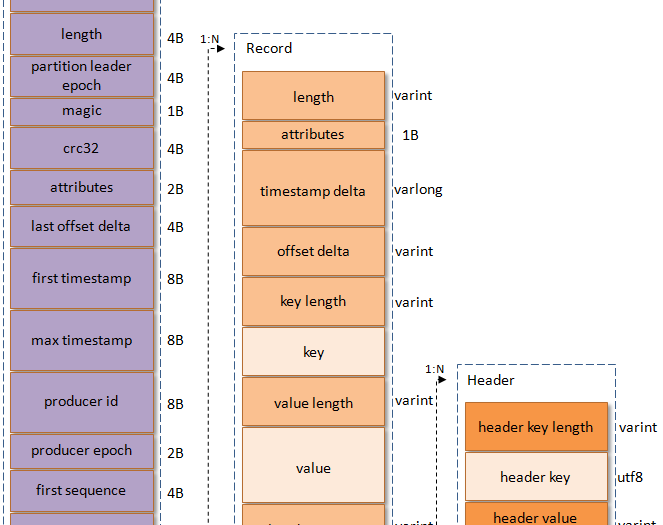 length 4B
partition leader
epoch 4B
magic 1B
crc32 4B
attributes 2B
last offset delta 4B
first timestamp 8B
max timestamp 8B
producer id 8B
producer epoch 2B
first sequence 4B
1:N
Record
length varint
attributes 1B
timestamp delta varlong
offset delta varint
key length varint
key
value length varint
value
1:N
Header
header key length varint
header key utf8
header value